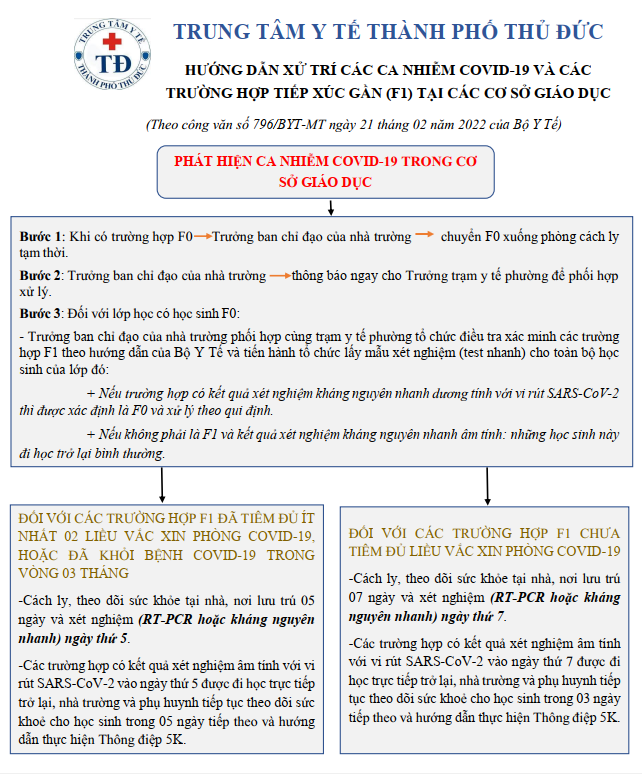 TRUNG TÂM Y TẾ
TĐ
THÀNH PHỐ THỦ ĐỨC
TRUNG TÂM Y TẾ THÀNH PHỐ THỦ ĐỨC
HƯỚNG DẪN XỬ TRÍ CÁC CA NHIỄM COVID-19 VÀ CÁC
TRƯỜNG HỢP TIẾP XÚC GẦN (F1) TẠI CÁC CƠ SỞ GIÁO DỤC
(Theo công văn số 796/BYT-MT ngày 21 tháng 02 năm 2022 của Bộ Y Tế)
PHÁT HIỆN CA NHIỄM COVID-19 TRONG CƠ
SỞ GIÁO DỤC
Bước 1: Khi có trường hợp F0→Trưởng ban chỉ đạo của nhà trường → chuyển F0 xuống phòng cách ly
tạm thời.
Bước 2: Trưởng ban chỉ đạo của nhà trường →thông báo ngay cho Trưởng trạm y tế phường để phối hợp
xử lý.
Bước 3: Đối với lớp học có học sinh F0:
- Trưởng ban chỉ đạo của nhà trường phối hợp cùng trạm y tế phường tổ chức điều tra xác minh các trường
hợp F1 theo hướng dẫn của Bộ Y Tế và tiến hành tổ chức lấy mẫu xét nghiệm (test nhanh) cho toàn bộ học
sinh của lớp đó:
+ Nếu trường hợp có kết quả xét nghiệm kháng nguyên nhanh dương tính với vi rút SARS-CoV-2
thì được xác định là F0 và xử lý theo qui định.
+ Nếu không phải là F1 và kết quả xét nghiệm kháng nguyên nhanh âm tính: những học sinh này
đi học trở lại bình thường.
ĐỐI VỚI CÁC TRƯỜNG HỢP F1 ĐÃ TIÊM ĐỦ ÍT
NHẤT 02 LIỀU VẮC XIN PHÒNG COVID-19,
HOẶC ĐÃ KHỎI BỆNH COVID-19 TRONG
VÒNG 03 THÁNG
-Cách ly, theo dõi sức khỏe tại nhà, nơi lưu trú 05
ngày và xét nghiệm (RT-PCR hoặc kháng nguyên
nhanh) ngày thứ 5.
-Các trường hợp có kết quả xét nghiệm âm tính với vi
rút SARS-CoV-2 vào ngày thứ 5 được đi học trực tiếp
trở lại, nhà trường và phụ huynh tiếp tục theo dõi sức
khoẻ cho học sinh trong 05 ngày tiếp theo và hướng
dẫn thực hiện Thông điệp 5K.
ĐỐI VỚI CÁC TRƯỜNG HỢP F1 CHƯA
TIÊM ĐỦ LIỀU VẮC XIN PHÒNG COVID-19
-Cách ly, theo dõi sức khỏe tại nhà, nơi lưu trú
07 ngày và xét nghiệm (RT-PCR hoặc kháng
nguyên nhanh) ngày thứ 7.
-Các trường hợp có kết quả xét nghiệm âm tính
với vi rút SARS-CoV-2 vào ngày thứ 7 được đi
học trực tiếp trở lại, nhà trường và phụ huynh tiếp
tục theo dõi sức khỏe cho học sinh trong 03 ngày
tiếp theo và hướng dẫn thực hiện Thông điệp 5K.